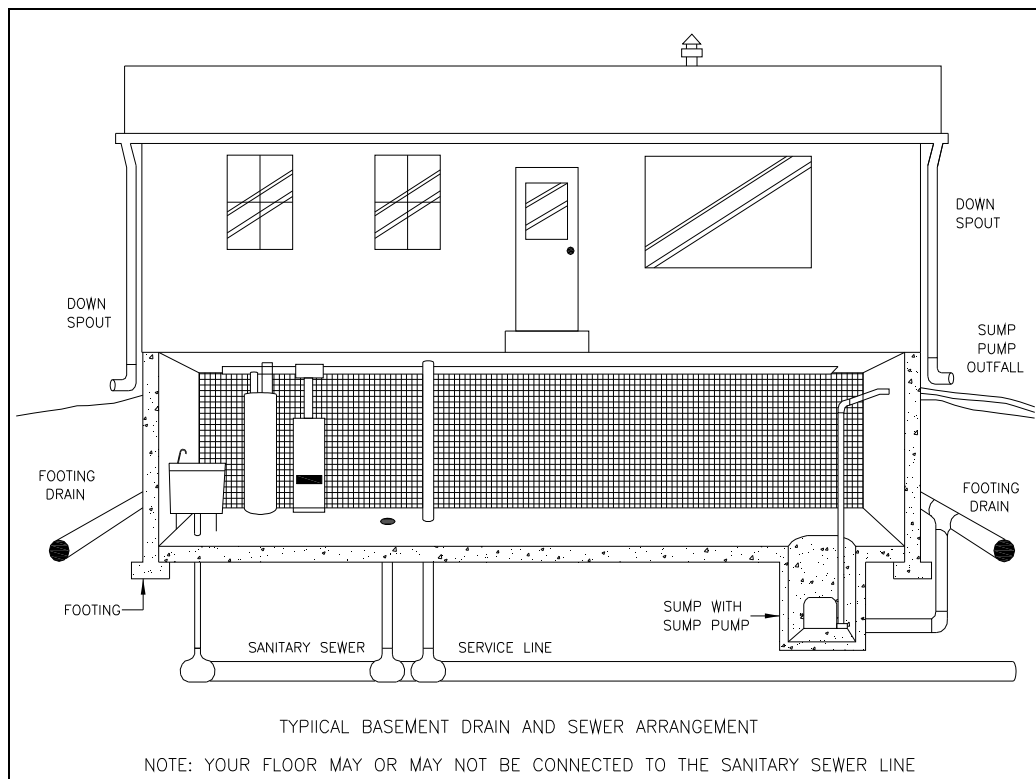 DOWN
SPOUT
DOWN
SPOUT
SUMP
PUMP
OUTFALL
FOOTING
DRAIN
FOOTING
DRAIN
FOOTING
SUMP WITH
SUMP PUMP
SANITARY SEWER
SERVICE LINE
TYPIICAL BASEMENT DRAIN AND SEWER ARRANGEMENT
NOTE: YOUR FLOOR MAY OR MAY NOT BE CONNECTED TO THE SANITARY SEWER LINE